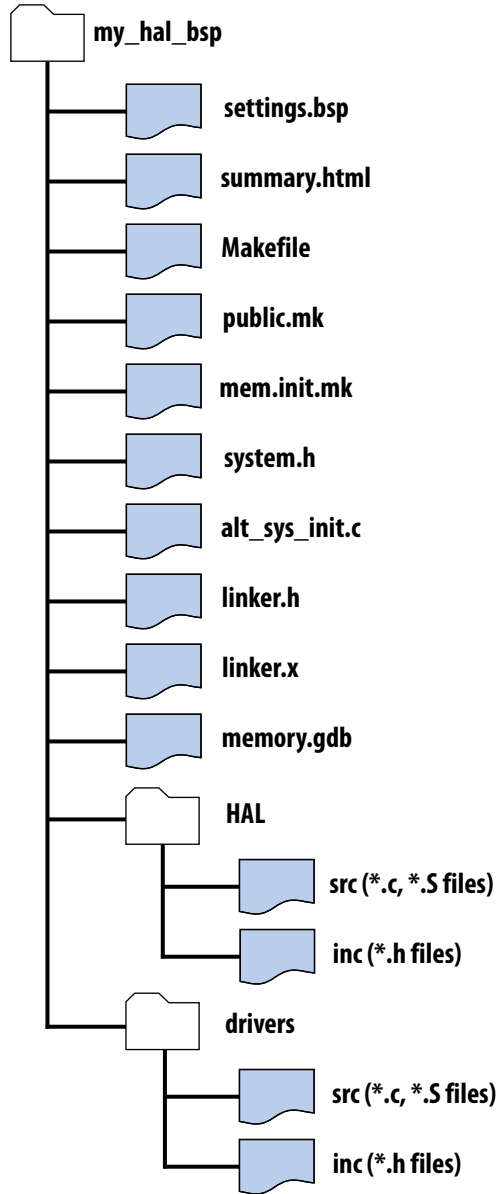 my_hal_bsp
settings.bsp
summary.html
Makefile
public.mk
mem.init.mk
system.h
alt_sys_init.c
linker.h
linker.x
memory.gdb
HAL
src (*.c, *.S files)
inc (*.h files)
drivers
src (*.c, *.S files)
inc (*.h files)